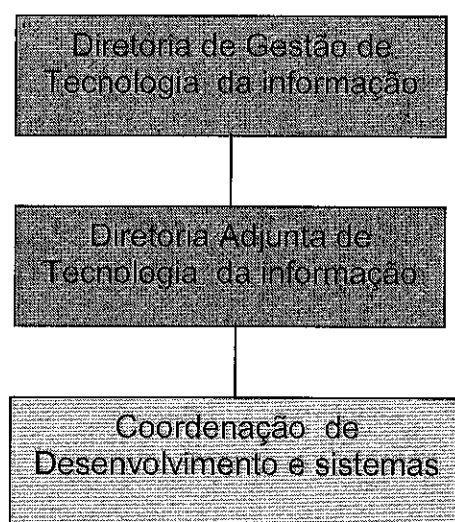 Diretoria de Gestão de
Tecnologia da informação
Diretoria Adjunta de
Tecnologia da informação
Coordenação de
Desenvolvimento e sistemas